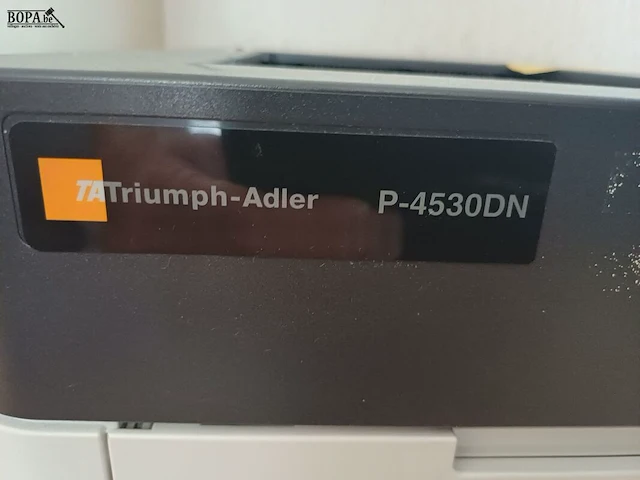 BOPA.be
TA Triumph-Adler P-4530DN